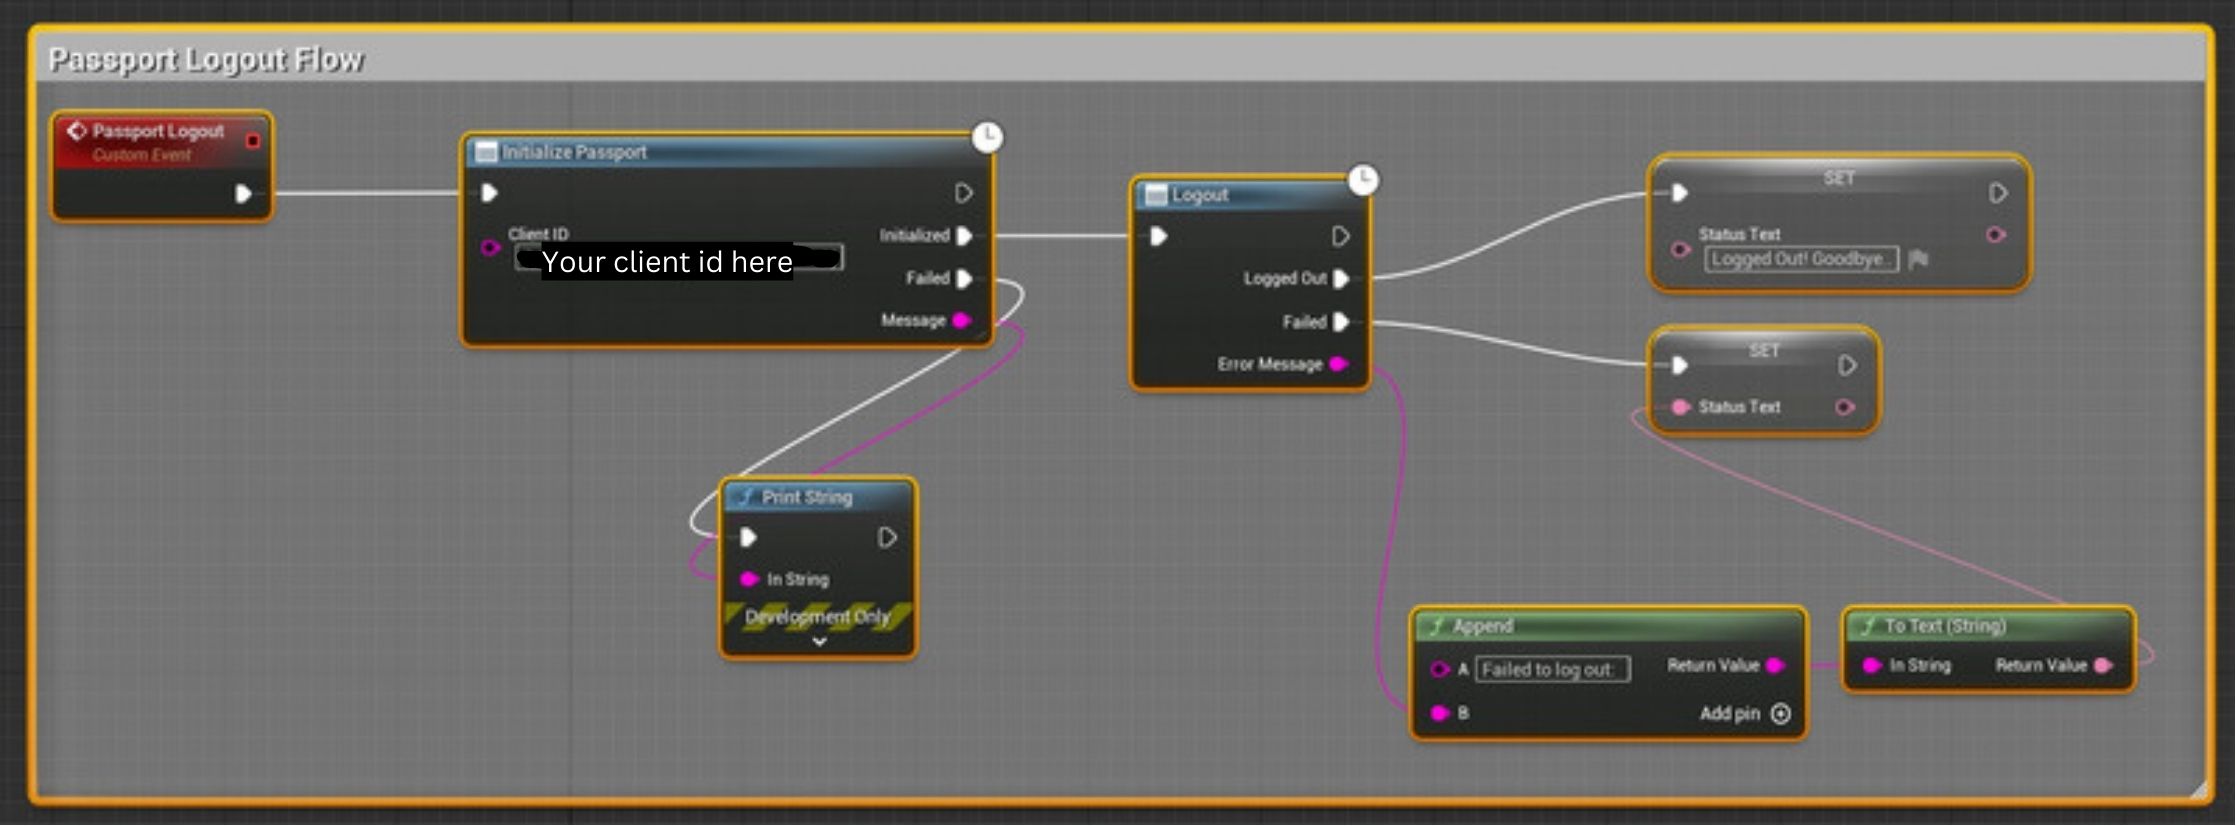 Passport Logout Flow
Passport Logout
Custom Event
Initialize Passport
Client ID
Your client id here
Initialized
Failed
Message
Print String
In String
Development Only
Logout
Logged Out
Failed
Error Message
SET
Status Text
Logged Out! Goodbye..
SET
Status Text
Append
A Failed to log out: Return Value
B Add pin
To Text (String)
In String Return Value